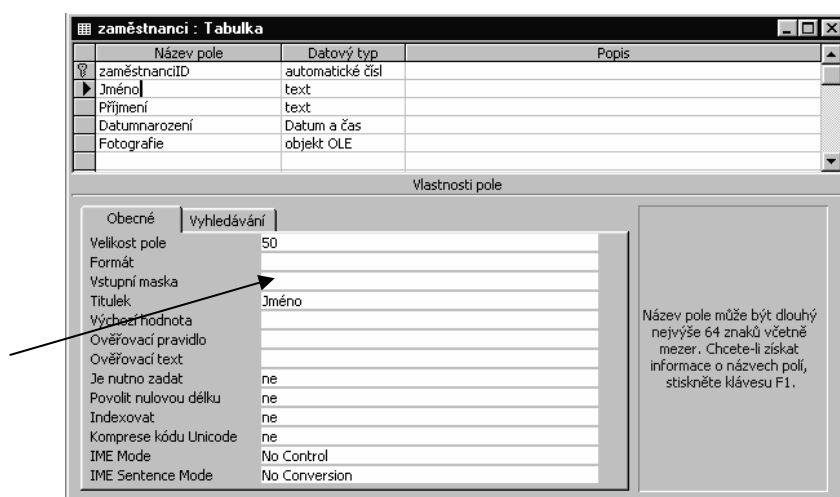 zaměstnanci : Tabulka
Název pole Datový typ Popis
zaměstnanciID automatické čísl
Jméno text
Příjmení text
Datumnarození Datum a čas
Fotografie objekt OLE
Vlastnosti pole
Obecné Vyhledávání
Velikost pole 50
Formát
Vstupní maska
Titulek Jméno
Výchozí hodnota
Ověřovací pravidlo
Ověřovací text
Je nutno zadat ne
Povolit nulovou délku ne
Indexovat ne
Komprese kódu Unicode ne
IME Mode No Control
IME Sentence Mode No Conversion
Název pole může být dlouhý
nejvýše 64 znaků včetně
mezer. Chcete-li získat
informace o názvech polí,
stiskněte klávesu F1.